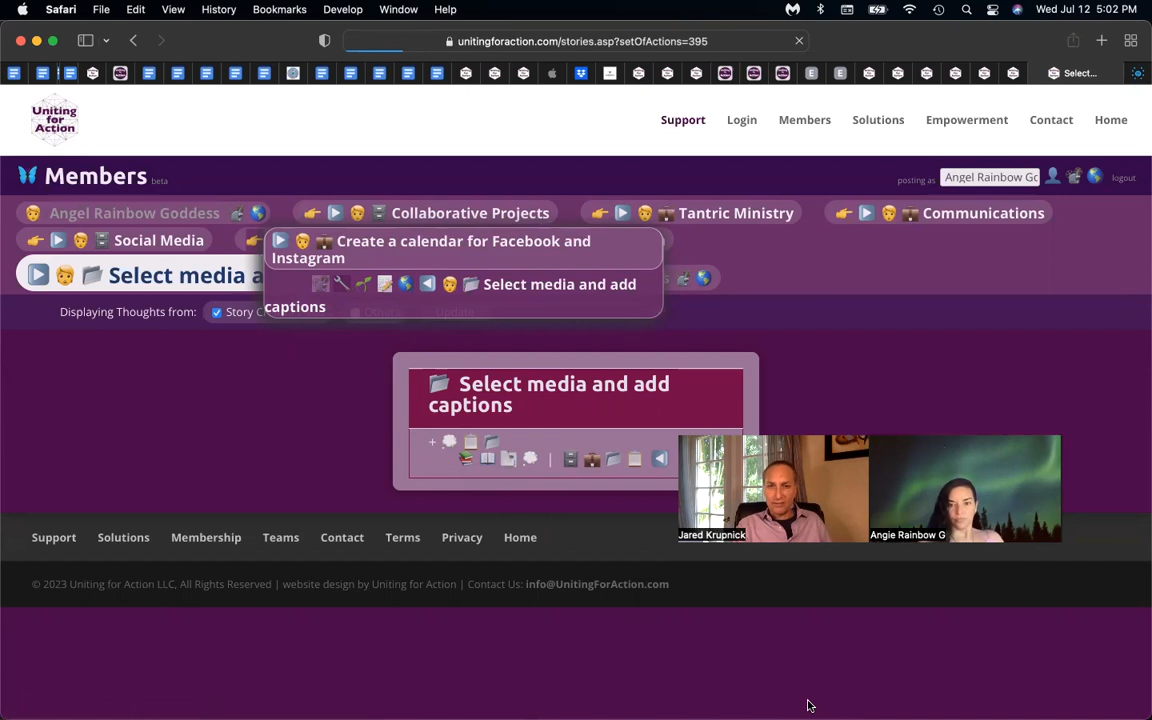 Safari File Edit View History Bookmarks Develop Window Help Wed Jul 12 5:02 PM
unitingforaction.com/stories.asp?setOfActions=395
Select...
Uniting
for
Action
Support Login Members Solutions Empowerment Contact Home
Members beta
posting as Angel Rainbow Go logout
Angel Rainbow Goddess Collaborative Projects Tantric Ministry Communications
Social Media
Create a calendar for Facebook and
Instagram
Select media a
Select media and add
captions
Displaying Thoughts from: Story C Others Update
Select media and add
captions
+
|
Jared Krupnick Angie Rainbow G
Support Solutions Membership Teams Contact Terms Privacy Home
© 2023 Uniting for Action LLC, All Rights Reserved | website design by Uniting for Action | Contact Us: info@UnitingForAction.com